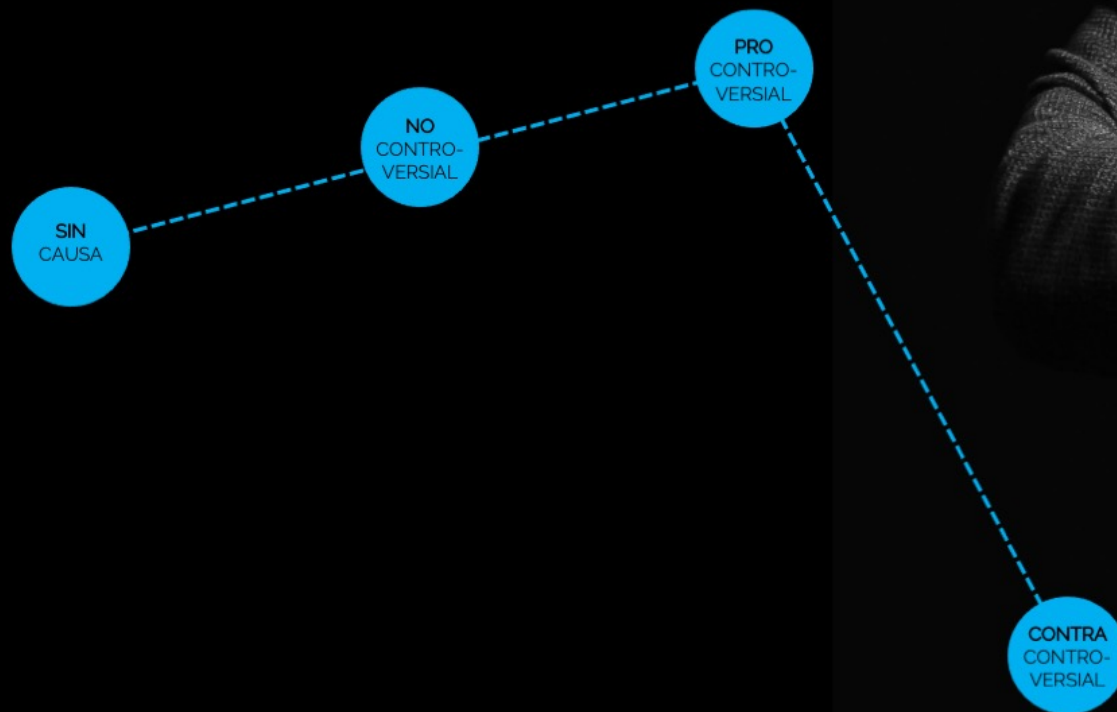 PRO
CONTRO-
VERSIAL
NO
CONTRO-
VERSIAL
SIN
CAUSA
CONTRA
CONTRO-
VERSIAL